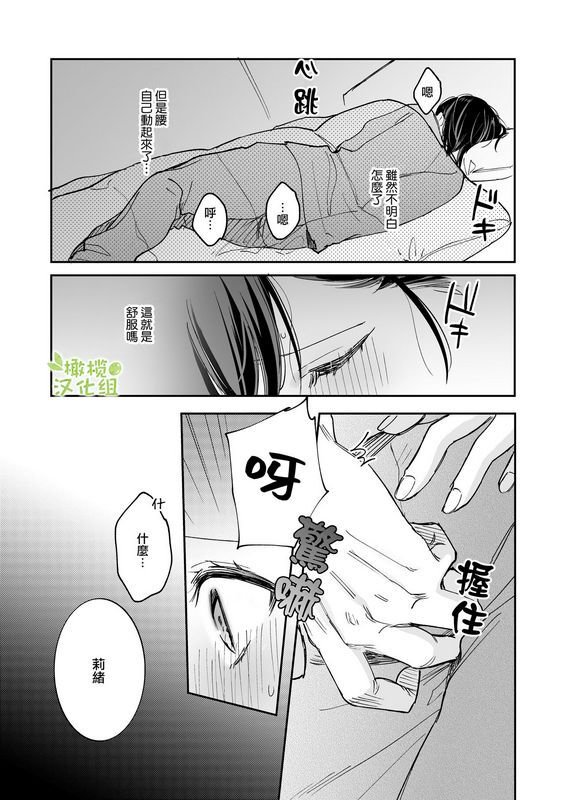 心跳
嗯
雖然不明白
怎麼了
…嗯
呼…
但是腰
自己動起來了…
ドキ
ドキ
這就是
舒服嗎
橄榄
汉化组
握住
呀
驚嚇
什
什麼…
莉緒